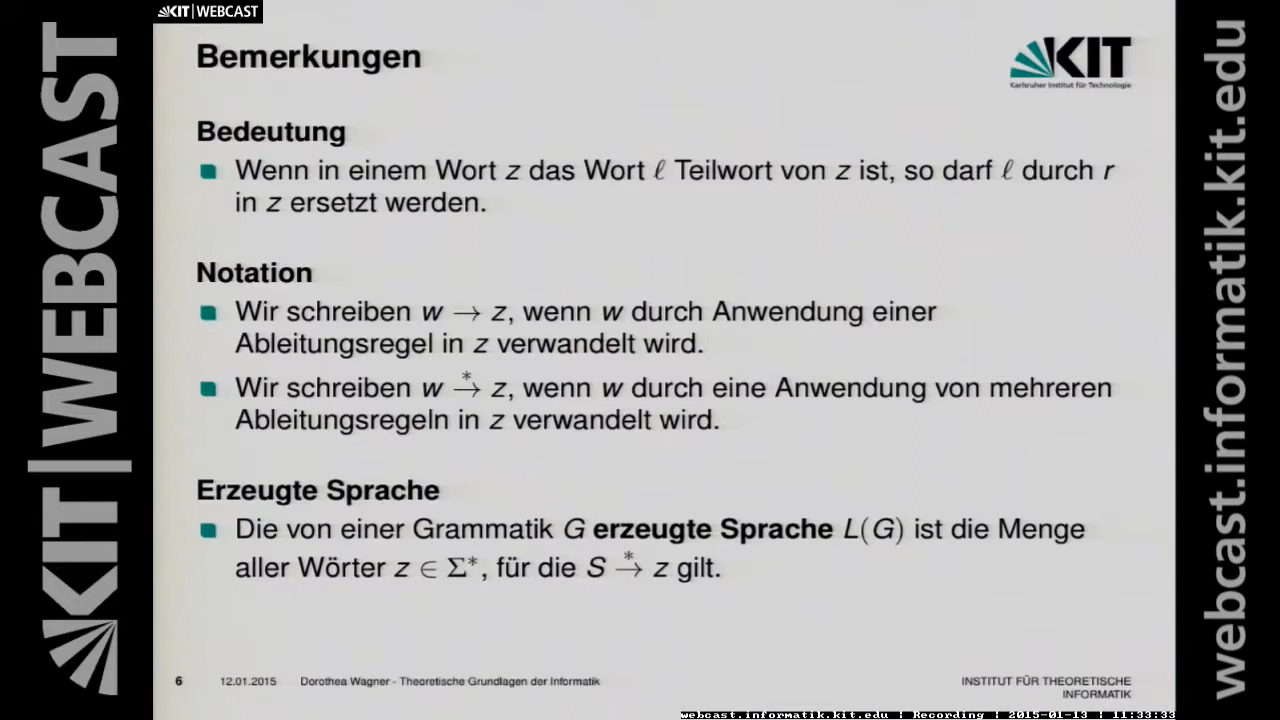 KIT | WEBCAST
Bemerkungen
KIT
Karlsruher Institut für Technologie
Bedeutung
Wenn in einem Wort z das Wort ℓ Teilwort von z ist, so darf ℓ durch r
in z ersetzt werden.
Notation
Wir schreiben w → z, wenn w durch Anwendung einer
Ableitungsregel in z verwandelt wird.
Wir schreiben w →* z, wenn w durch eine Anwendung von mehreren
Ableitungsregeln in z verwandelt wird.
Erzeugte Sprache
Die von einer Grammatik G erzeugte Sprache L(G) ist die Menge
aller Wörter z ∈ Σ*, für die S →* z gilt.
6 12.01.2015 Dorothea Wagner - Theoretische Grundlagen der Informatik
INSTITUT FÜR THEORETISCHE
INFORMATIK
webcast.informatik.kit.edu | Recording | 2015-01-13 | 11:33:33
KIT | WEBCAST
webcast.informatik.kit.edu